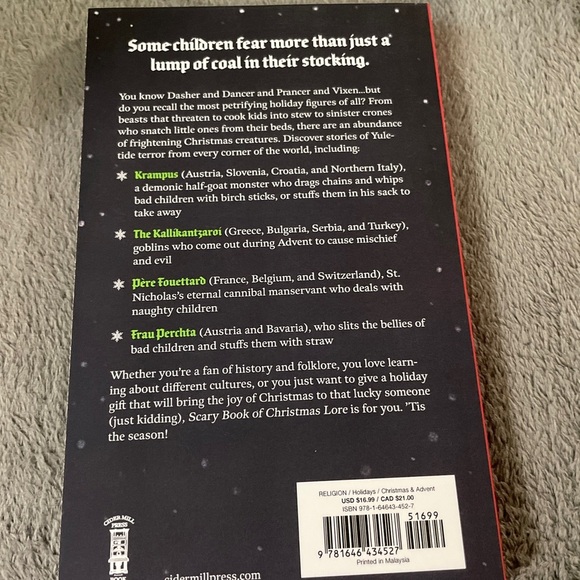 Some children fear more than just a
lump of coal in their stocking.
You know Dasher and Dancer and Prancer and Vixen...but
do you recall the most petrifying holiday figures of all? From
beasts that threaten to cook kids into stew to sinister crones
who snatch little ones from their beds, there are an abundance
of frightening Christmas creatures. Discover stories of Yule-
tide terror from every corner of the world, including:
Krampus (Austria, Slovenia, Croatia, and Northern Italy),
a demonic half-goat monster who drags chains and whips
bad children with birch sticks, or stuffs them in his sack to
take away
The Kallikantzaroi (Greece, Bulgaria, Serbia, and Turkey),
goblins who come out during Advent to cause mischief
and evil
Père Fouettard (France, Belgium, and Switzerland), St.
Nicholas's eternal cannibal manservant who deals with
naughty children
Frau Perchta (Austria and Bavaria), who slits the bellies of
bad children and stuffs them with straw
Whether you're a fan of history and folklore, you love learn-
ing about different cultures, or you just want to give a holiday
gift that will bring the joy of Christmas to that lucky someone
(just kidding), Scary Book of Christmas Lore is for you. 'Tis
the season!
RELIGION / Holidays / Christmas & Advent
USD $16.99 / CAD $21.00
ISBN 978-1-64643-452-7
51699
9 781646 434527
Printed in Malaysia
CIDER MILL
PRESS
BOOK
cidermillpress.com